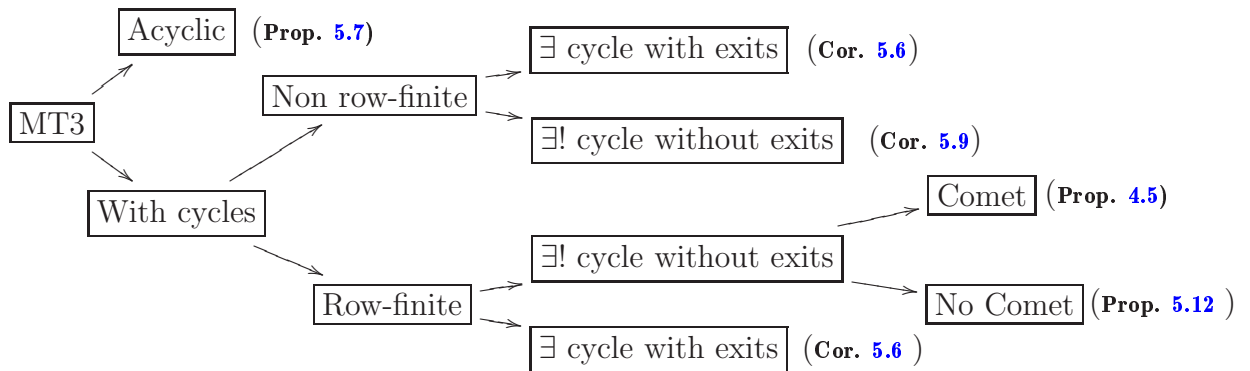 Acyclic (Prop. 5.7)
∃ cycle with exits (Cor. 5.6)
Non row-finite
MT3
∃! cycle without exits (Cor. 5.9)
With cycles
Comet (Prop. 4.5)
∃! cycle without exits
Row-finite
No Comet (Prop. 5.12 )
∃ cycle with exits (Cor. 5.6 )